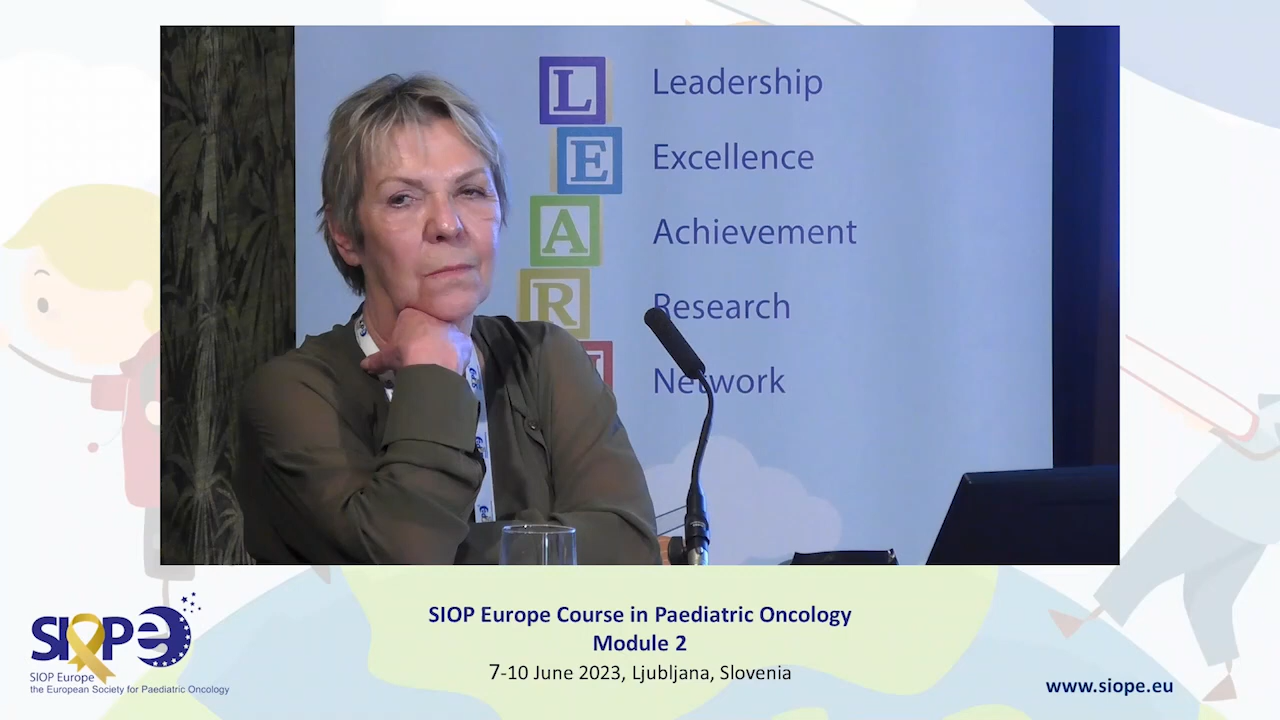 L Leadership
E Excellence
A Achievement
R Research
Network
SIOPe
SIOP Europe
the European Society for Paediatric Oncology
SIOP Europe Course in Paediatric Oncology
Module 2
7-10 June 2023, Ljubljana, Slovenia
www.siope.eu